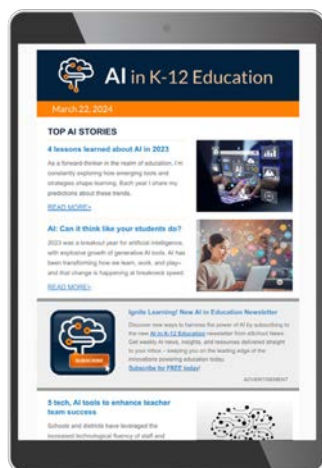 AI in K-12 Education
March 22, 2024
TOP AI STORIES
4 lessons learned about AI in 2023
As a forward-thinker in the realm of education, I'm
constantly exploring how emerging tools and
strategies shape learning. Each year I share my
predictions about these trends.
READ MORE>
AI: Can it think like your students do?
2023 was a breakout year for artificial intelligence,
with explosive growth of generative AI tools. AI has
been transforming how we learn, work, and play–
and that change is happening at breakneck speed.
READ MORE>
Ignite Learning! New AI in Education Newsletter
Discover new ways to harness the power of AI by subscribing to
the new AI in K-12 Education newsletter from eSchool News.
Get weekly AI news, insights, and resources delivered straight
to your inbox – keeping you on the leading edge of the
innovations powering education today.
Subscribe for FREE today!
SUBSCRIBE
ADVERTISEMENT
5 tech, AI tools to enhance teacher
team success
Schools and districts have leveraged the
increased technological fluency of staff and